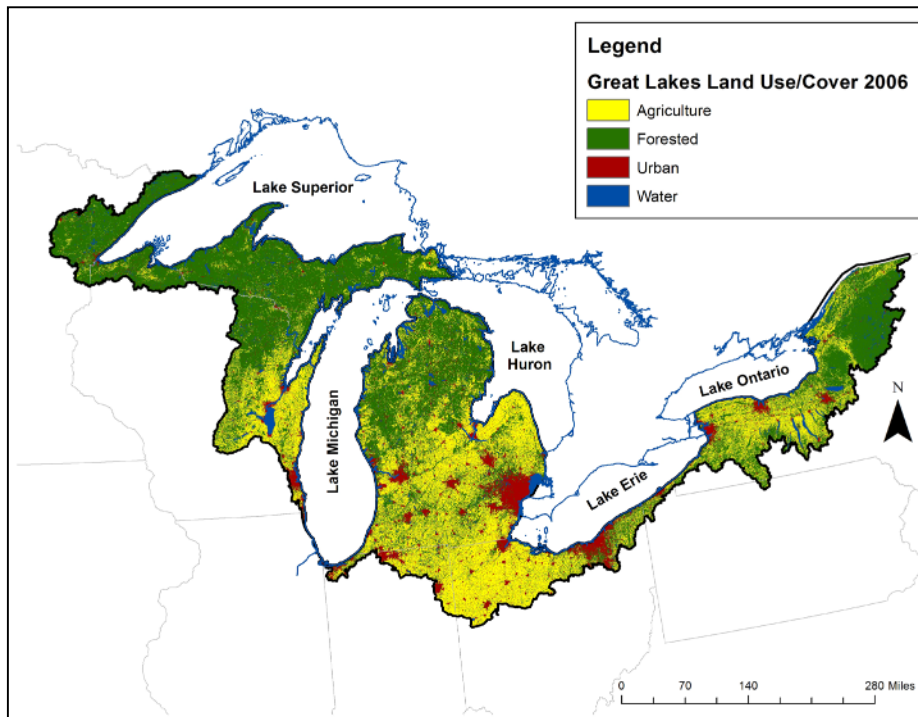 Legend
Great Lakes Land Use/Cover 2006
Agriculture
Forested
Urban
Water
Lake Superior
Lake Michigan
Lake
Huron
Lake Ontario
Lake Erie
N
0 70 140 280 Miles